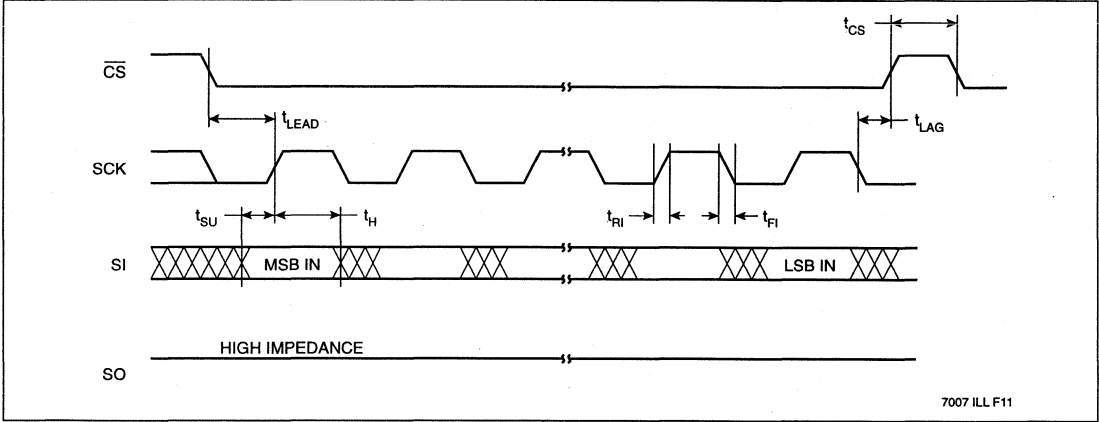 tCS
CS
tLEAD
tLAG
SCK
tSU
tH
tRI
tFI
SI
MSB IN
LSB IN
HIGH IMPEDANCE
SO
7007 ILL F11